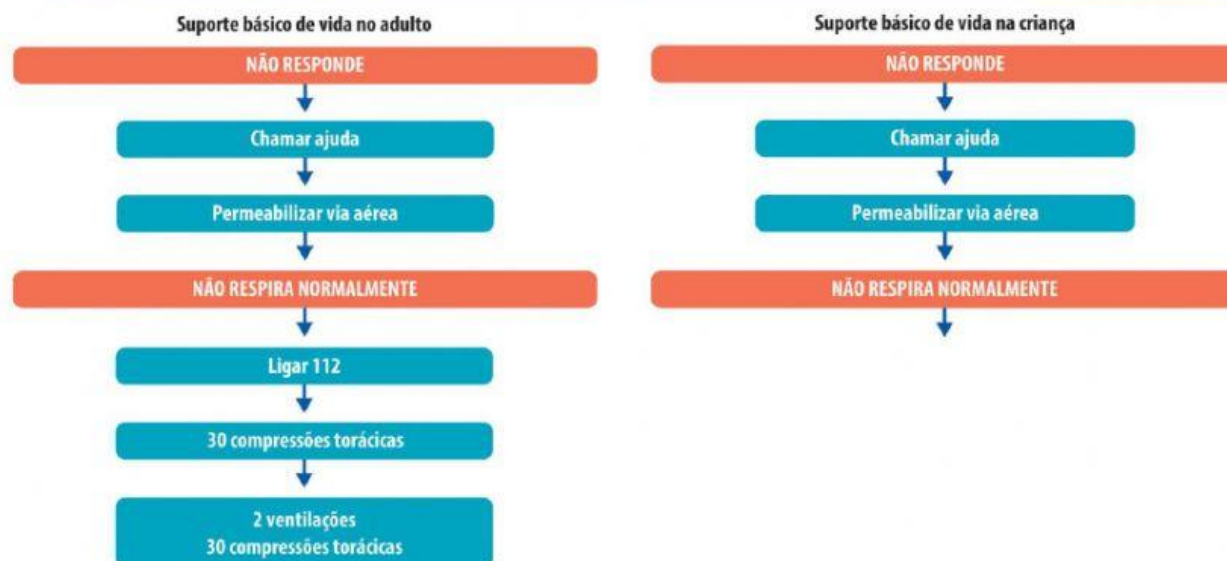 Suporte básico de vida no adulto
NÃO RESPONDE
Chamar ajuda
Permeabilizar via aérea
NÃO RESPIRA NORMALMENTE
Ligar 112
30 compressões torácicas
2 ventilações
30 compressões torácicas
Suporte básico de vida na criança
NÃO RESPONDE
Chamar ajuda
Permeabilizar via aérea
NÃO RESPIRA NORMALMENTE